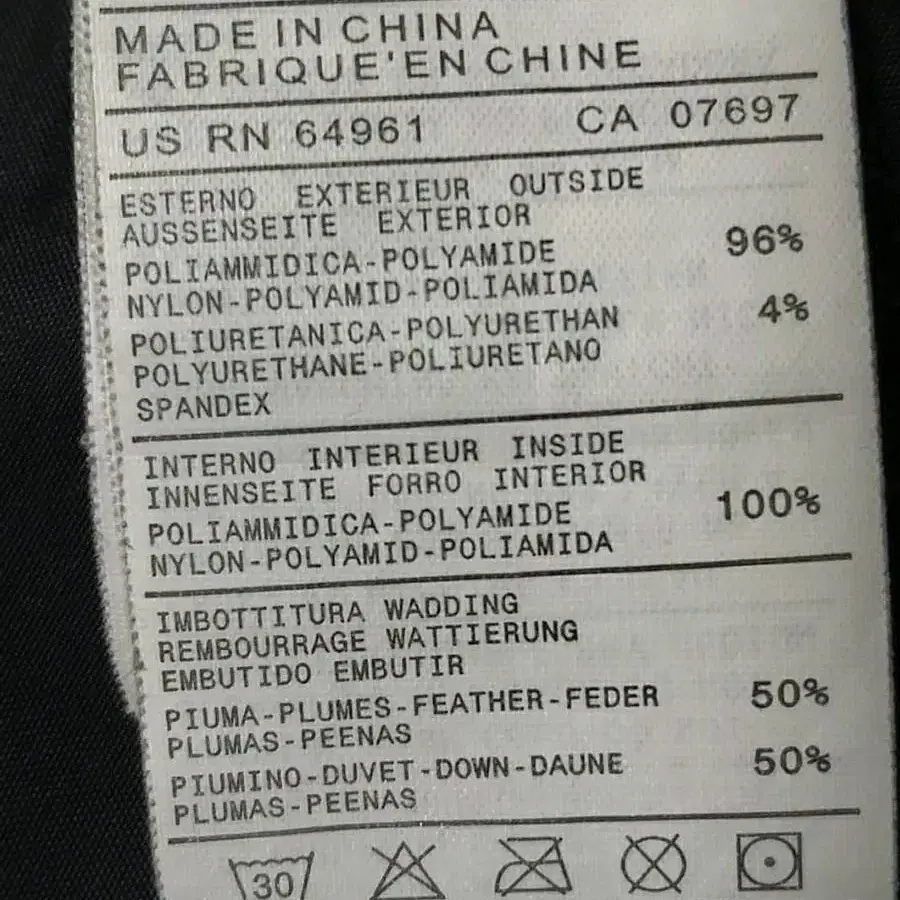 MADE IN CHINA
FABRIQUE'EN CHINE
US RN 64961 CA 07697
ESTERNO EXTERIEUR OUTSIDE
AUSSENSEITE EXTERIOR
POLIAMMIDICA-POLYAMIDE 96%
NYLON-POLYAMID-POLIAMIDA
POLIURETANICA-POLYURETHAN 4%
POLYURETHANE-POLIURETANO
SPANDEX
INTERNO INTERIEUR INSIDE
INNENSEITE FORRO INTERIOR
POLIAMMIDICA-POLYAMIDE 100%
NYLON-POLYAMID-POLIAMIDA
IMBOTTITURA WADDING
REMBOURRAGE WATTIERUNG
EMBUTIDO EMBUTIR
PIUMA-PLUMES-FEATHER-FEDER 50%
PLUMAS-PEENAS
PIUMINO-DUVET-DOWN-DAUNE 50%
PLUMAS-PEENAS
30